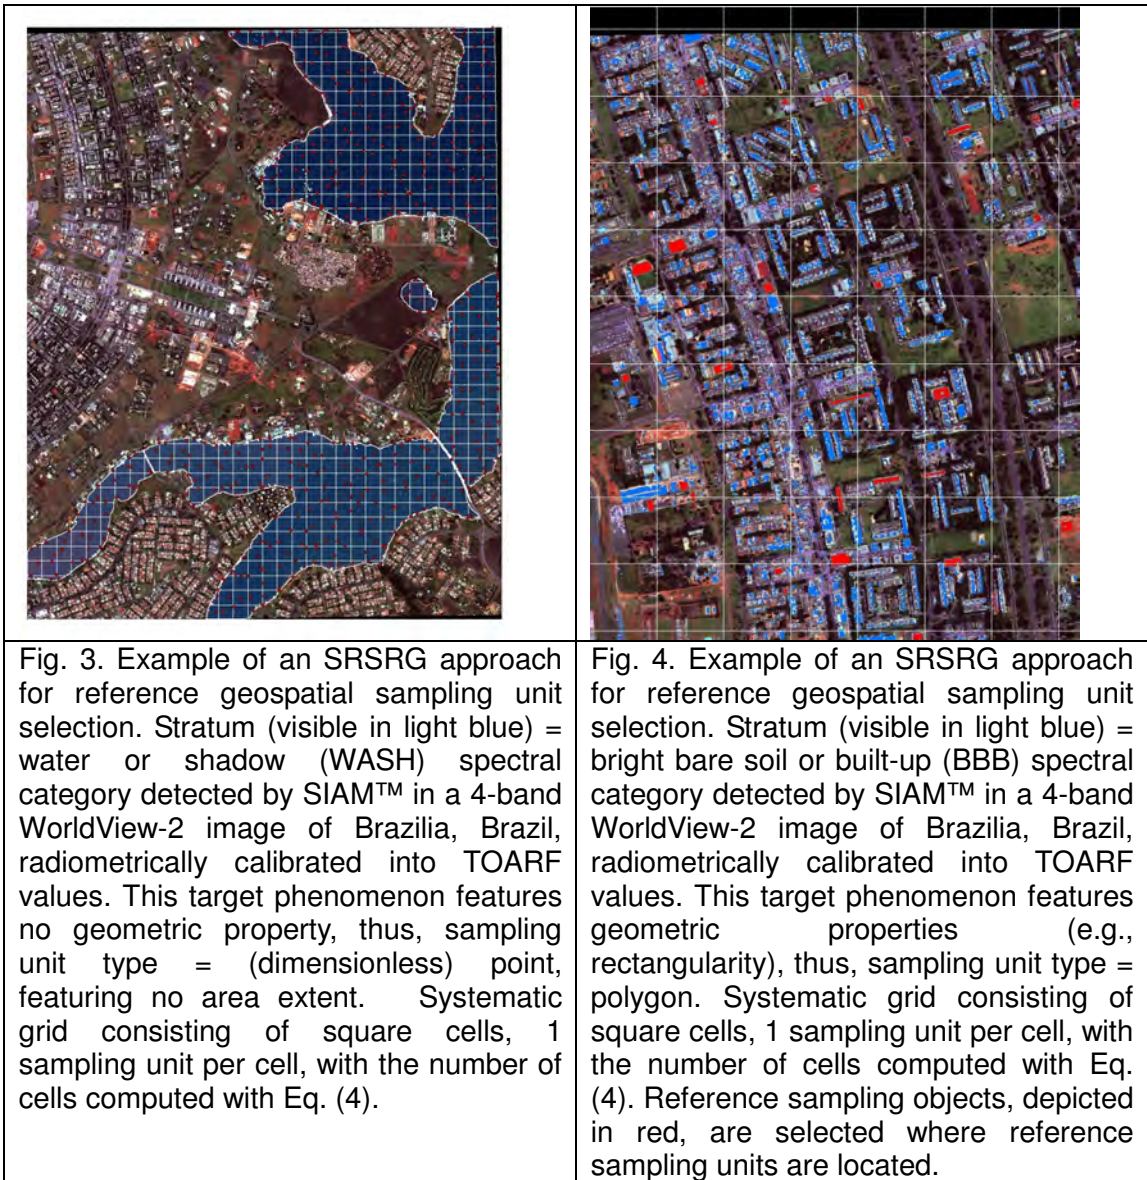 Fig. 3. Example of an SRSRG approach
for reference geospatial sampling unit
selection. Stratum (visible in light blue) =
water or shadow (WASH) spectral
category detected by SIAM™ in a 4-band
WorldView-2 image of Brazilia, Brazil,
radiometrically calibrated into TOARF
values. This target phenomenon features
no geometric property, thus, sampling
unit type = (dimensionless) point,
featuring no area extent. Systematic
grid consisting of square cells, 1
sampling unit per cell, with the number of
cells computed with Eq. (4).
Fig. 4. Example of an SRSRG approach
for reference geospatial sampling unit
selection. Stratum (visible in light blue) =
bright bare soil or built-up (BBB) spectral
category detected by SIAM™ in a 4-band
WorldView-2 image of Brazilia, Brazil,
radiometrically calibrated into TOARF
values. This target phenomenon features
geometric properties (e.g.,
rectangularity), thus, sampling unit type =
polygon. Systematic grid consisting of
square cells, 1 sampling unit per cell, with
the number of cells computed with Eq.
(4). Reference sampling objects, depicted
in red, are selected where reference
sampling units are located.